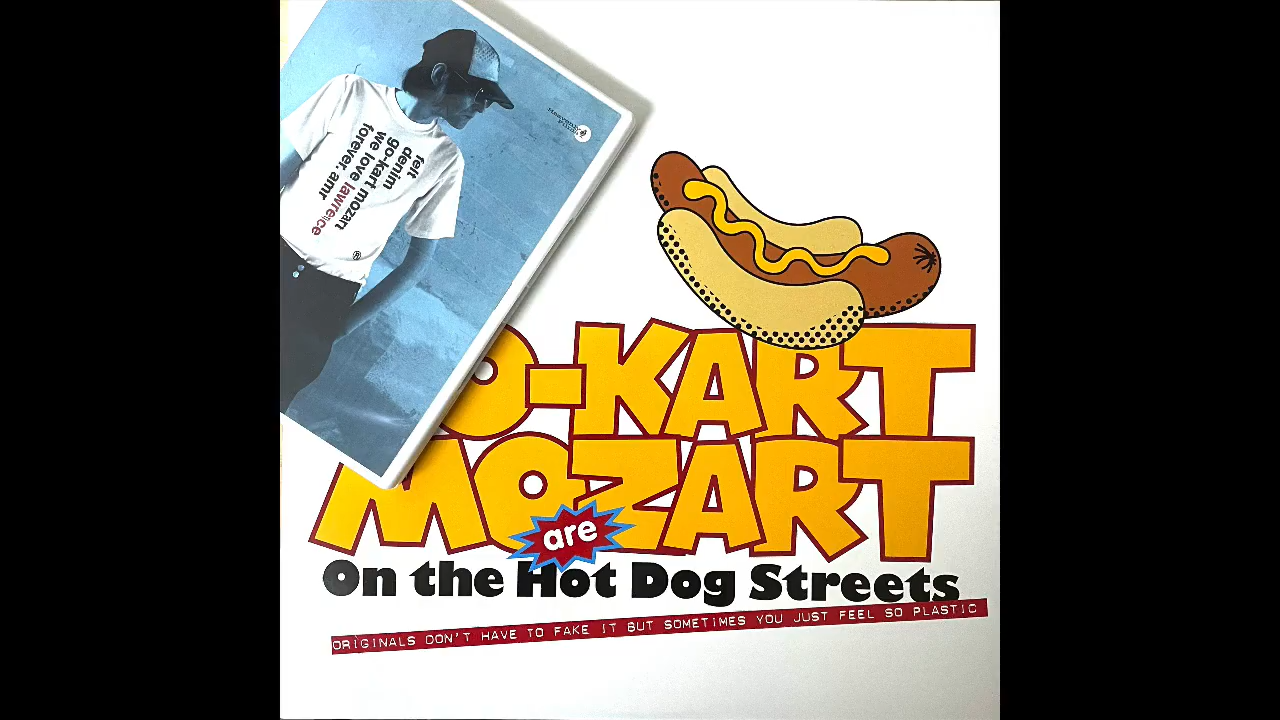 felt
denim
go-kart mozart
we love lawrence
forever. amr
O-KART
MOZART
are
On the Hot Dog Streets
ORIGINALS DON'T HAVE TO FAKE IT BUT SOMETIMES YOU JUST FEEL SO PLASTIC